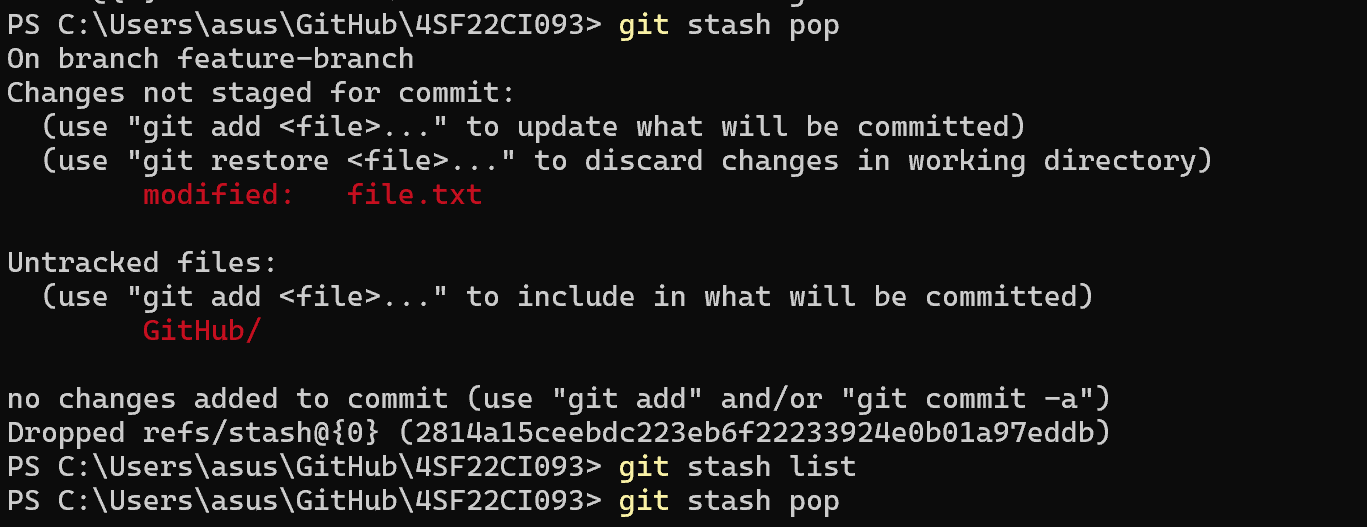 PS C:\Users\asus\GitHub\4SF22CI093> git stash pop
On branch feature-branch
Changes not staged for commit:
  (use "git add <file>..." to update what will be committed)
  (use "git restore <file>..." to discard changes in working directory)
        modified:   file.txt

Untracked files:
  (use "git add <file>..." to include in what will be committed)
        GitHub/

no changes added to commit (use "git add" and/or "git commit -a")
Dropped refs/stash@{0} (2814a15ceebdc223eb6f22233924e0b01a97eddb)
PS C:\Users\asus\GitHub\4SF22CI093> git stash list
PS C:\Users\asus\GitHub\4SF22CI093> git stash pop